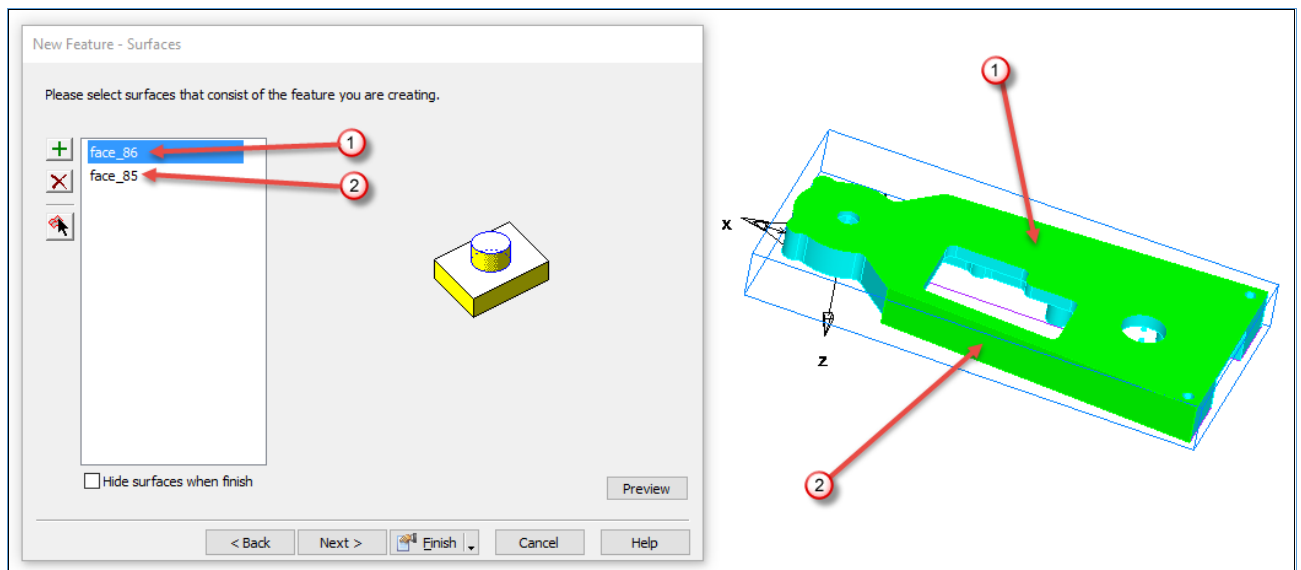 New Feature - Surfaces
Please select surfaces that consist of the feature you are creating.
face_86
1
face_85
2
Hide surfaces when finish
Preview
< Back Next > Finish Cancel Help
1
X
Z
2